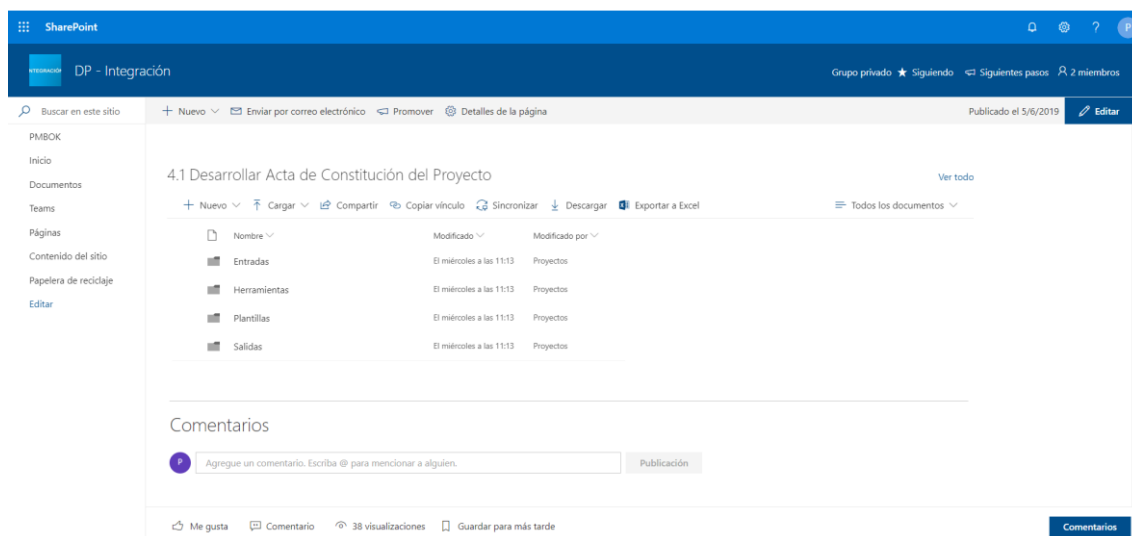 SharePoint
P
INTEGRACIÓN
DP - Integración
Grupo privado ★ Siguiendo Siguientes pasos 2 miembros
Buscar en este sitio
+ Nuevo Enviar por correo electrónico Promover Detalles de la página
Publicado el 5/6/2019 Editar
PMBOK
Inicio
Documentos
Teams
Páginas
Contenido del sitio
Papelera de reciclaje
Editar
4.1 Desarrollar Acta de Constitución del Proyecto
Ver todo
+ Nuevo Cargar Compartir Copiar vínculo Sincronizar Descargar Exportar a Excel
Todos los documentos
Nombre Modificado Modificado por
Entradas El miércoles a las 11:13 Proyectos
Herramientas El miércoles a las 11:13 Proyectos
Plantillas El miércoles a las 11:13 Proyectos
Salidas El miércoles a las 11:13 Proyectos
Comentarios
P
Agregue un comentario. Escriba @ para mencionar a alguien.
Publicación
Me gusta Comentario 38 visualizaciones Guardar para más tarde
Comentarios